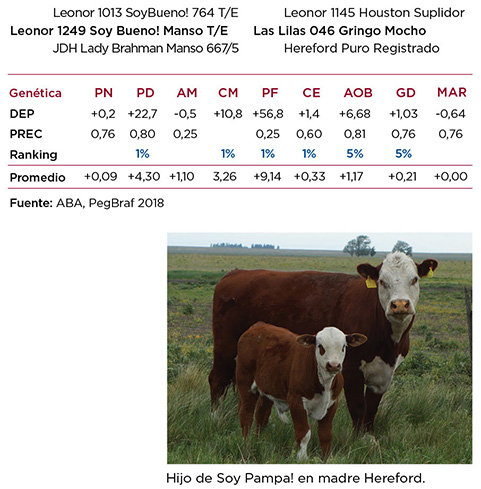 Leonor 1013 SoyBueno! 764 T/E Leonor 1145 Houston Suplidor
Leonor 1249 Soy Bueno! Manso T/E Las Lilas 046 Gringo Mocho
JDH Lady Brahman Manso 667/5 Hereford Puro Registrado
Genética PN PD AM CM PF CE AOB GD MAR
DEP +0,2 +22,7 -0,5 +10,8 +56,8 +1,4 +6,68 +1,03 -0,64
PREC 0,76 0,80 0,25 0,25 0,60 0,81 0,76 0,76
Ranking 1% 1% 1% 1% 5% 5%
Promedio +0,09 +4,30 +1,10 3,26 +9,14 +0,33 +1,17 +0,21 +0,00
Fuente: ABA, PegBraf 2018
Hijo de Soy Pampa! en madre Hereford.